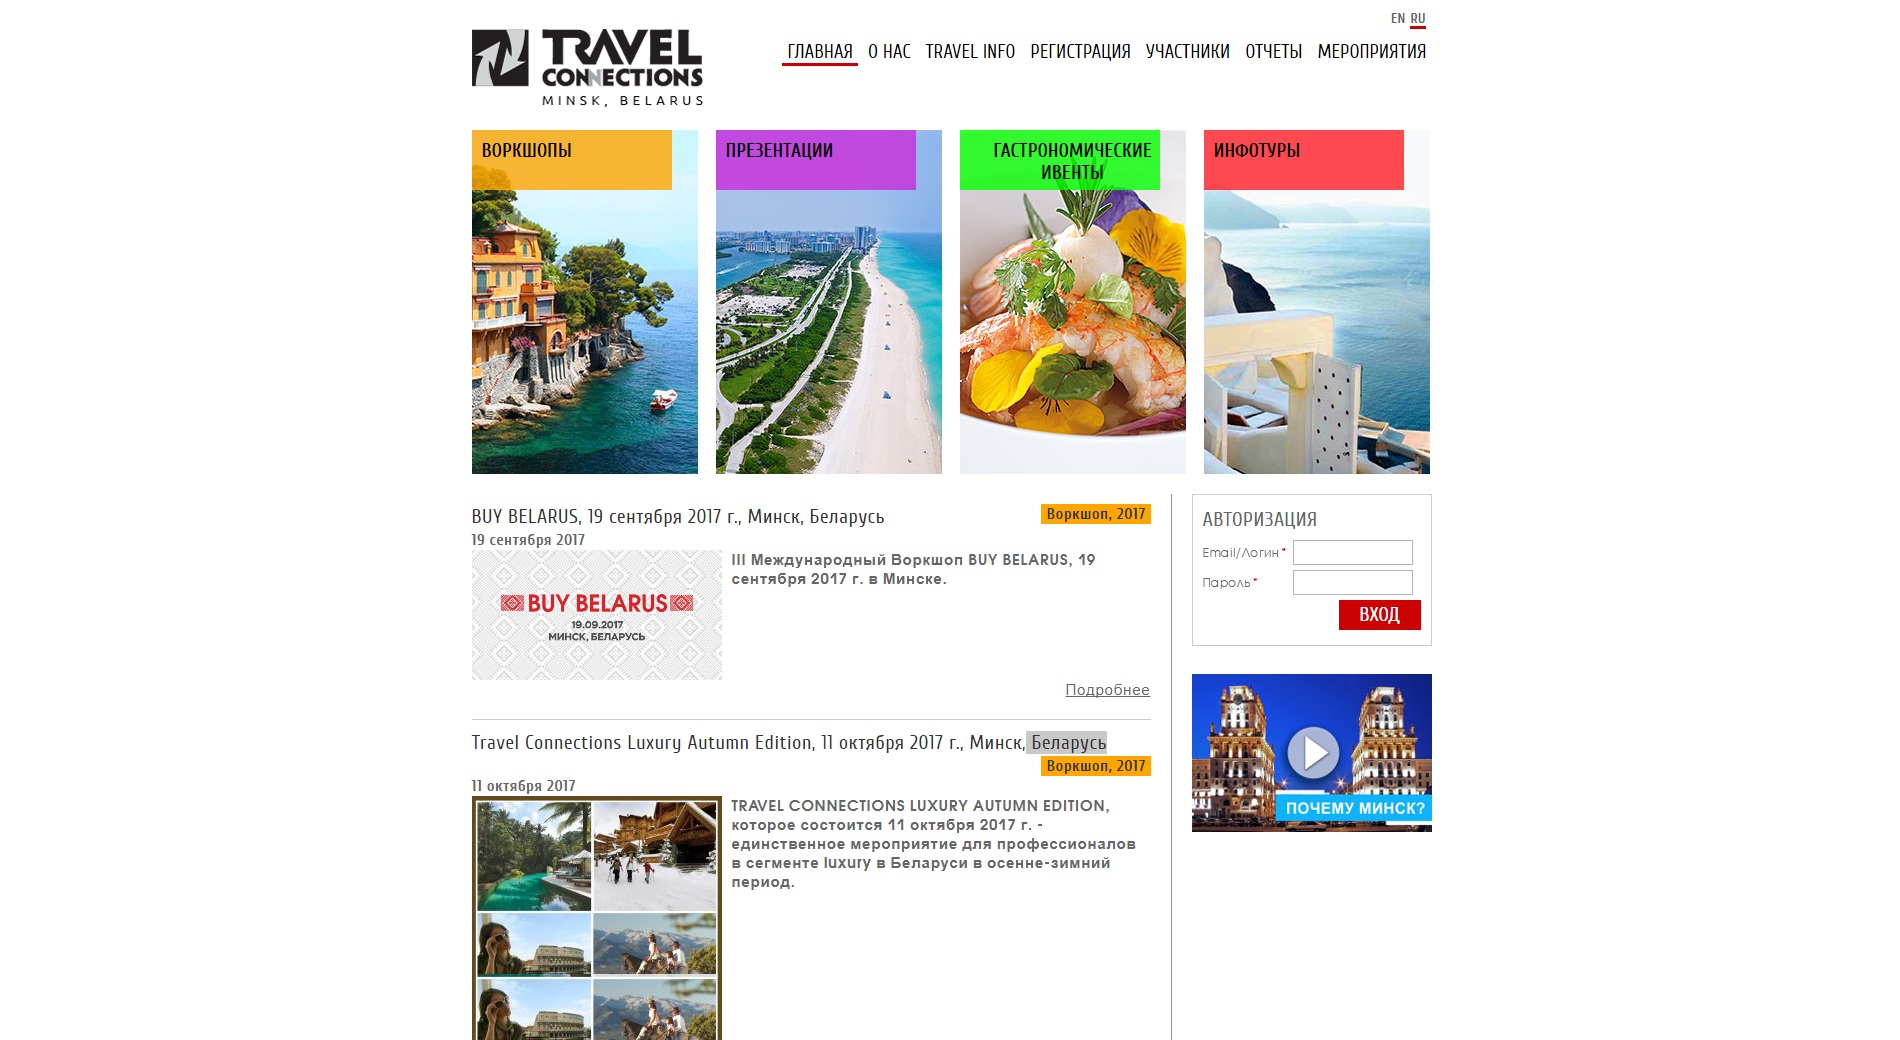 EN RU
TRAVEL
CONNECTIONS
MINSK, BELARUS
ГЛАВНАЯ О НАС TRAVEL INFO РЕГИСТРАЦИЯ УЧАСТНИКИ ОТЧЕТЫ МЕРОПРИЯТИЯ
ВОРКШОПЫ
ПРЕЗЕНТАЦИИ
ГАСТРОНОМИЧЕСКИЕ
ИВЕНТЫ
ИНФОТУРЫ
BUY BELARUS, 19 сентября 2017 г., Минск, Беларусь
Воркшоп, 2017
19 сентября 2017
BUY BELARUS
19.09.2017
МИНСК, БЕЛАРУСЬ
III Международный Воркшоп BUY BELARUS, 19
сентября 2017 г. в Минске.
Подробнее
Travel Connections Luxury Autumn Edition, 11 октября 2017 г., Минск, Беларусь
Воркшоп, 2017
11 октября 2017
TRAVEL CONNECTIONS LUXURY AUTUMN EDITION,
которое состоится 11 октября 2017 г. -
единственное мероприятие для профессионалов
в сегменте luxury в Беларуси в осенне-зимний
период.
АВТОРИЗАЦИЯ
Email/Логин *
Пароль *
ВХОД
ПОЧЕМУ МИНСК?